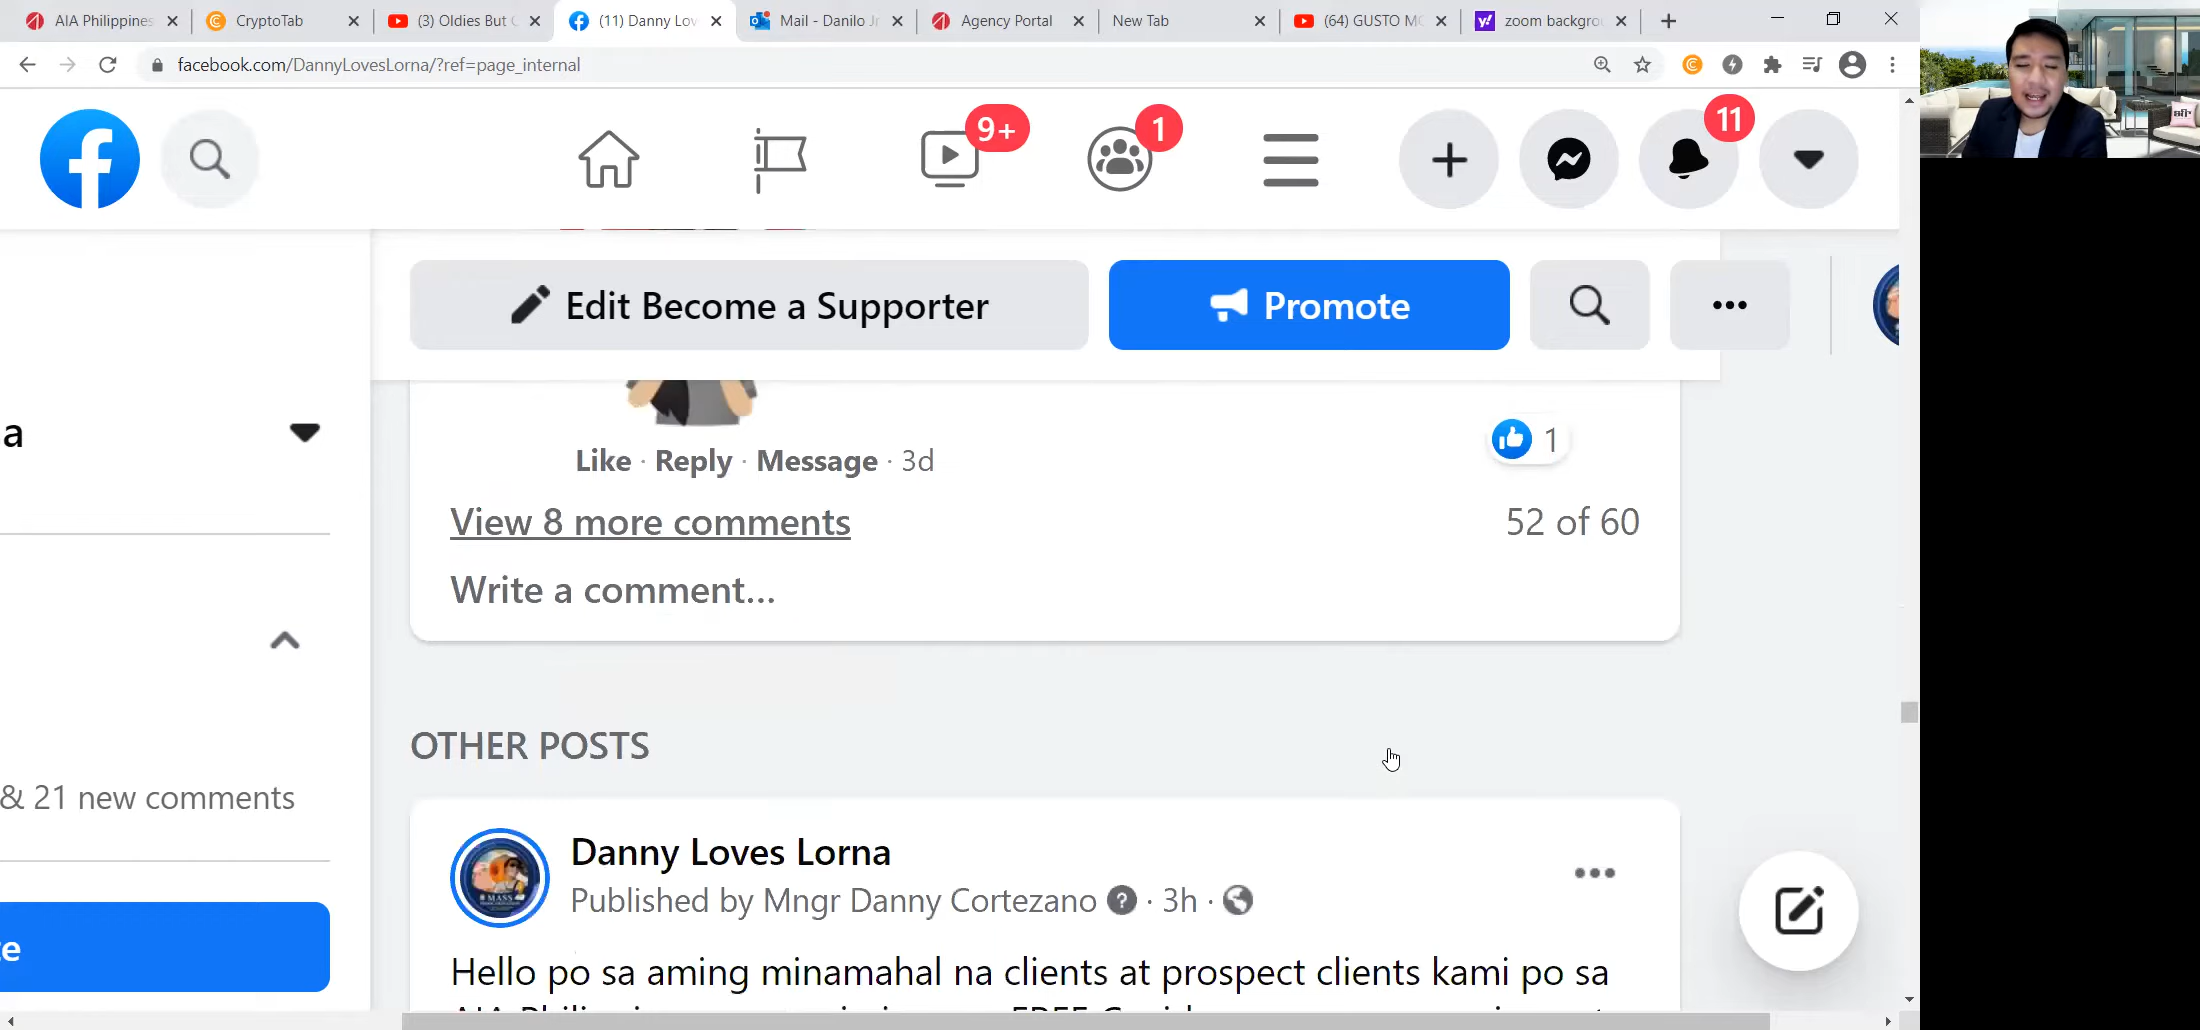 AIA Philippines
CryptoTab
(3) Oldies But G
(11) Danny Lov
Mail - Danilo Jr
Agency Portal
New Tab
(64) GUSTO MO
zoom backgrou
facebook.com/DannyLovesLorna/?ref=page_internal
9+
1
11
Edit Become a Supporter
Promote
a
Like · Reply · Message · 3d
1
View 8 more comments
52 of 60
Write a comment...
& 21 new comments
OTHER POSTS
Danny Loves Lorna
Published by Mngr Danny Cortezano · 3h ·
te
Hello po sa aming minamahal na clients at prospect clients kami po sa